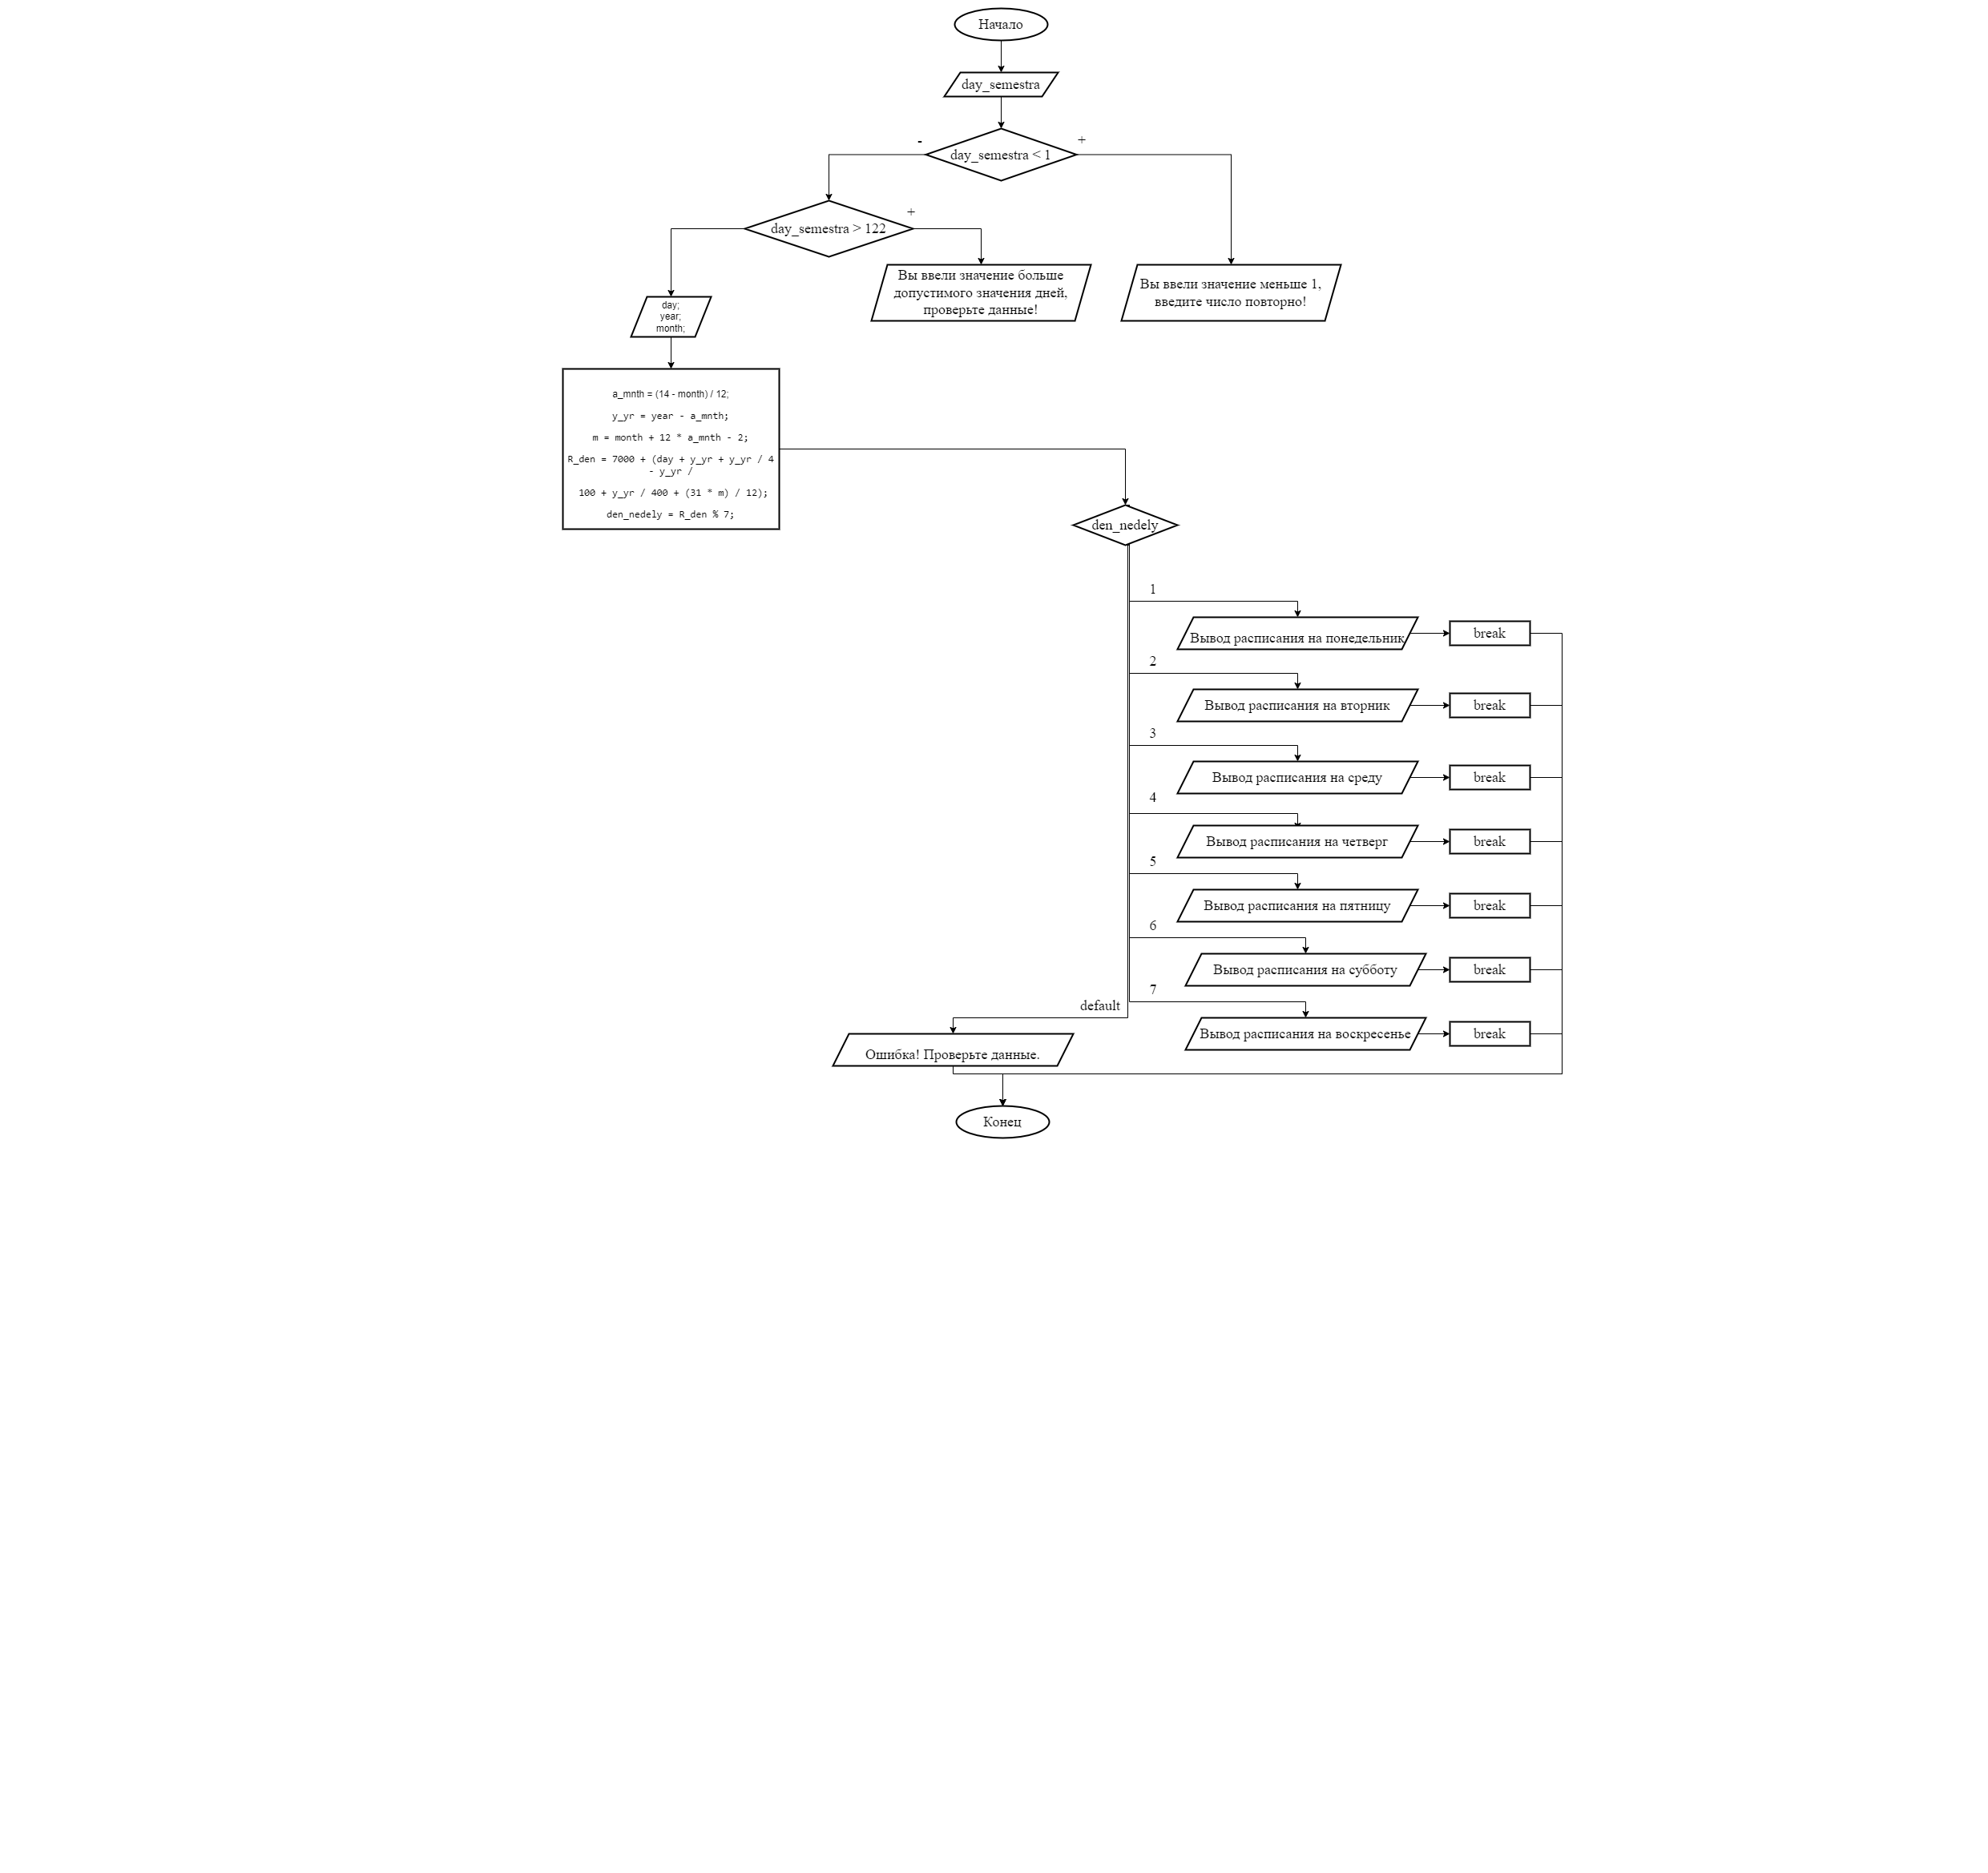 Начало
day_semestra
-
+
day_semestra < 1
+
day_semestra > 122
Вы ввели значение больше
допустимого значения дней,
проверьте данные!
Вы ввели значение меньше 1,
введите число повторно!
day;
year;
month;
a_mnth = (14 - month) / 12;
y_yr = year - a_mnth;
m = month + 12 * a_mnth - 2;
R_den = 7000 + (day + y_yr + y_yr / 4
- y_yr /
100 + y_yr / 400 + (31 * m) / 12);
den_nedely = R_den % 7;
den_nedely
1
Вывод расписания на понедельник
break
2
Вывод расписания на вторник
break
3
Вывод расписания на среду
break
4
Вывод расписания на четверг
break
5
Вывод расписания на пятницу
break
6
Вывод расписания на субботу
break
7
default
Вывод расписания на воскресенье
break
Ошибка! Проверьте данные.
Конец